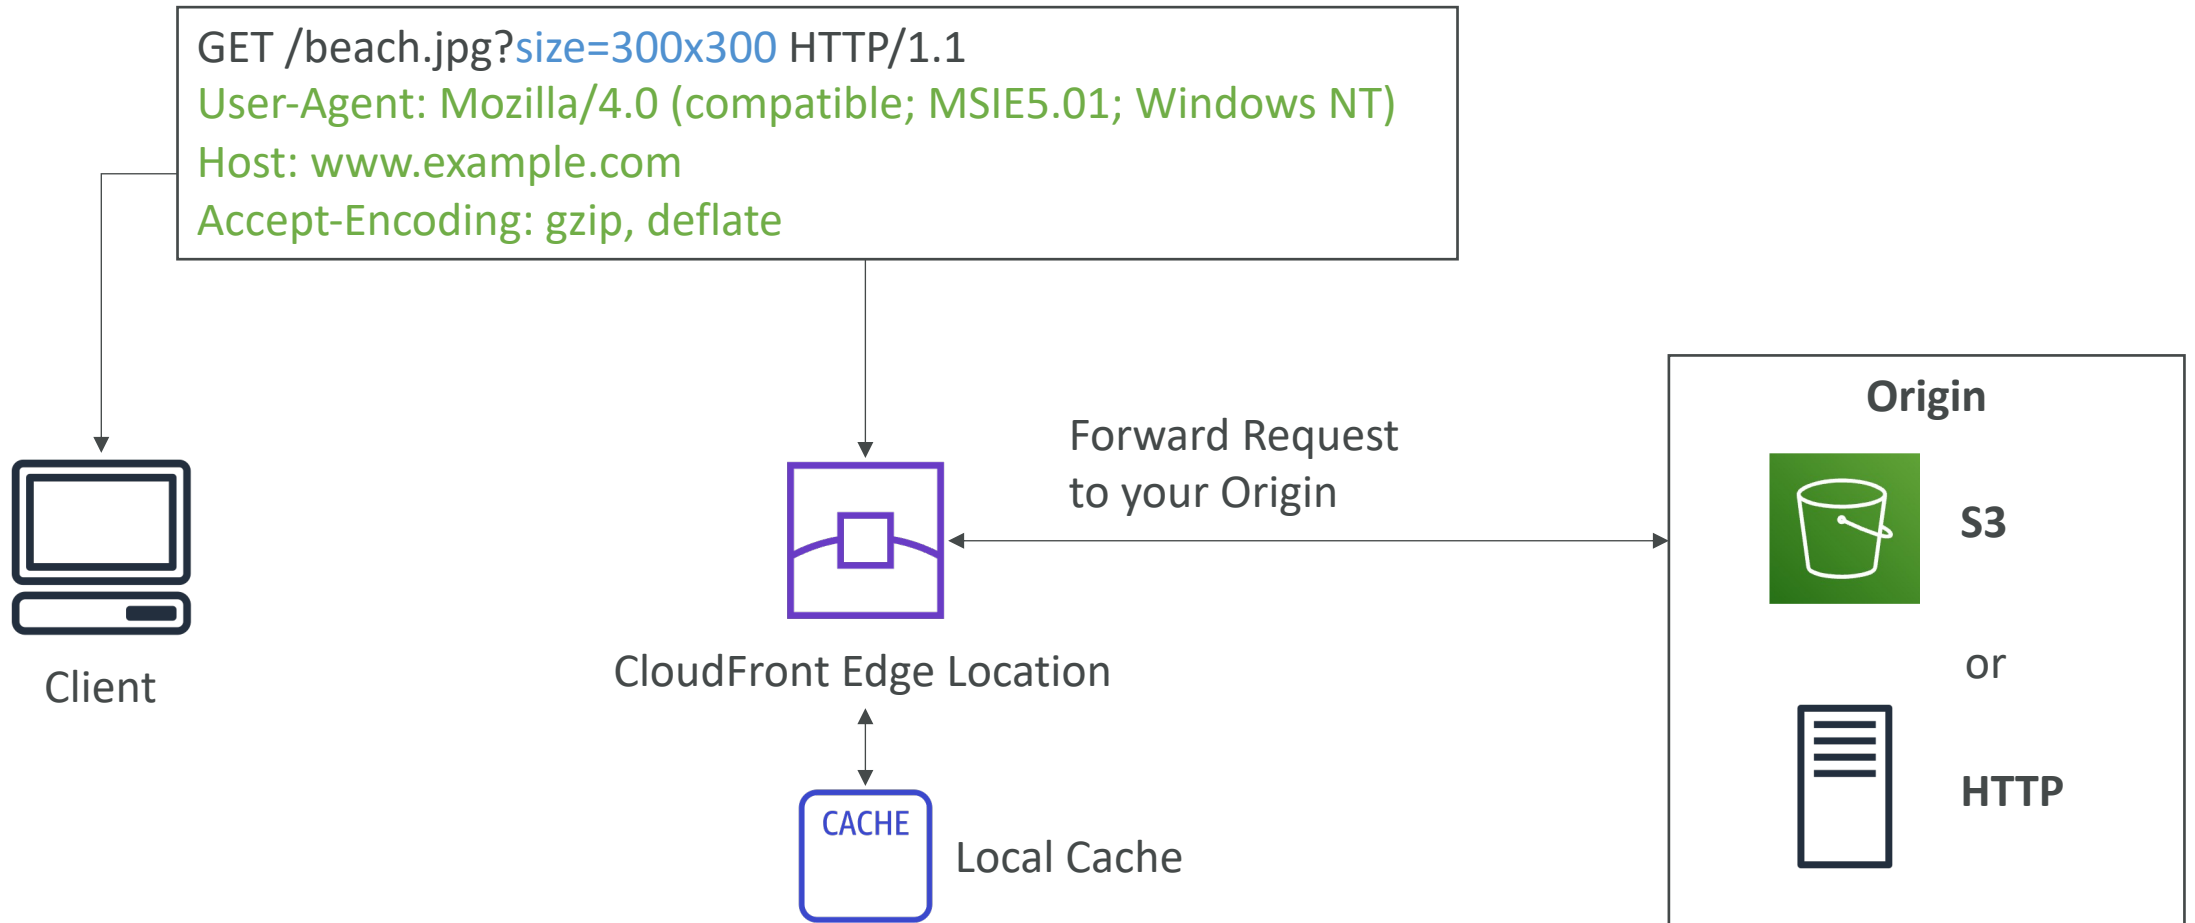 GET /beach.jpg?size=300x300 HTTP/1.1
User-Agent: Mozilla/4.0 (compatible; MSIE5.01; Windows NT)
Host: www.example.com
Accept-Encoding: gzip, deflate
Forward Request
to your Origin
Origin
S3
or
HTTP
Client
CloudFront Edge Location
CACHE
Local Cache